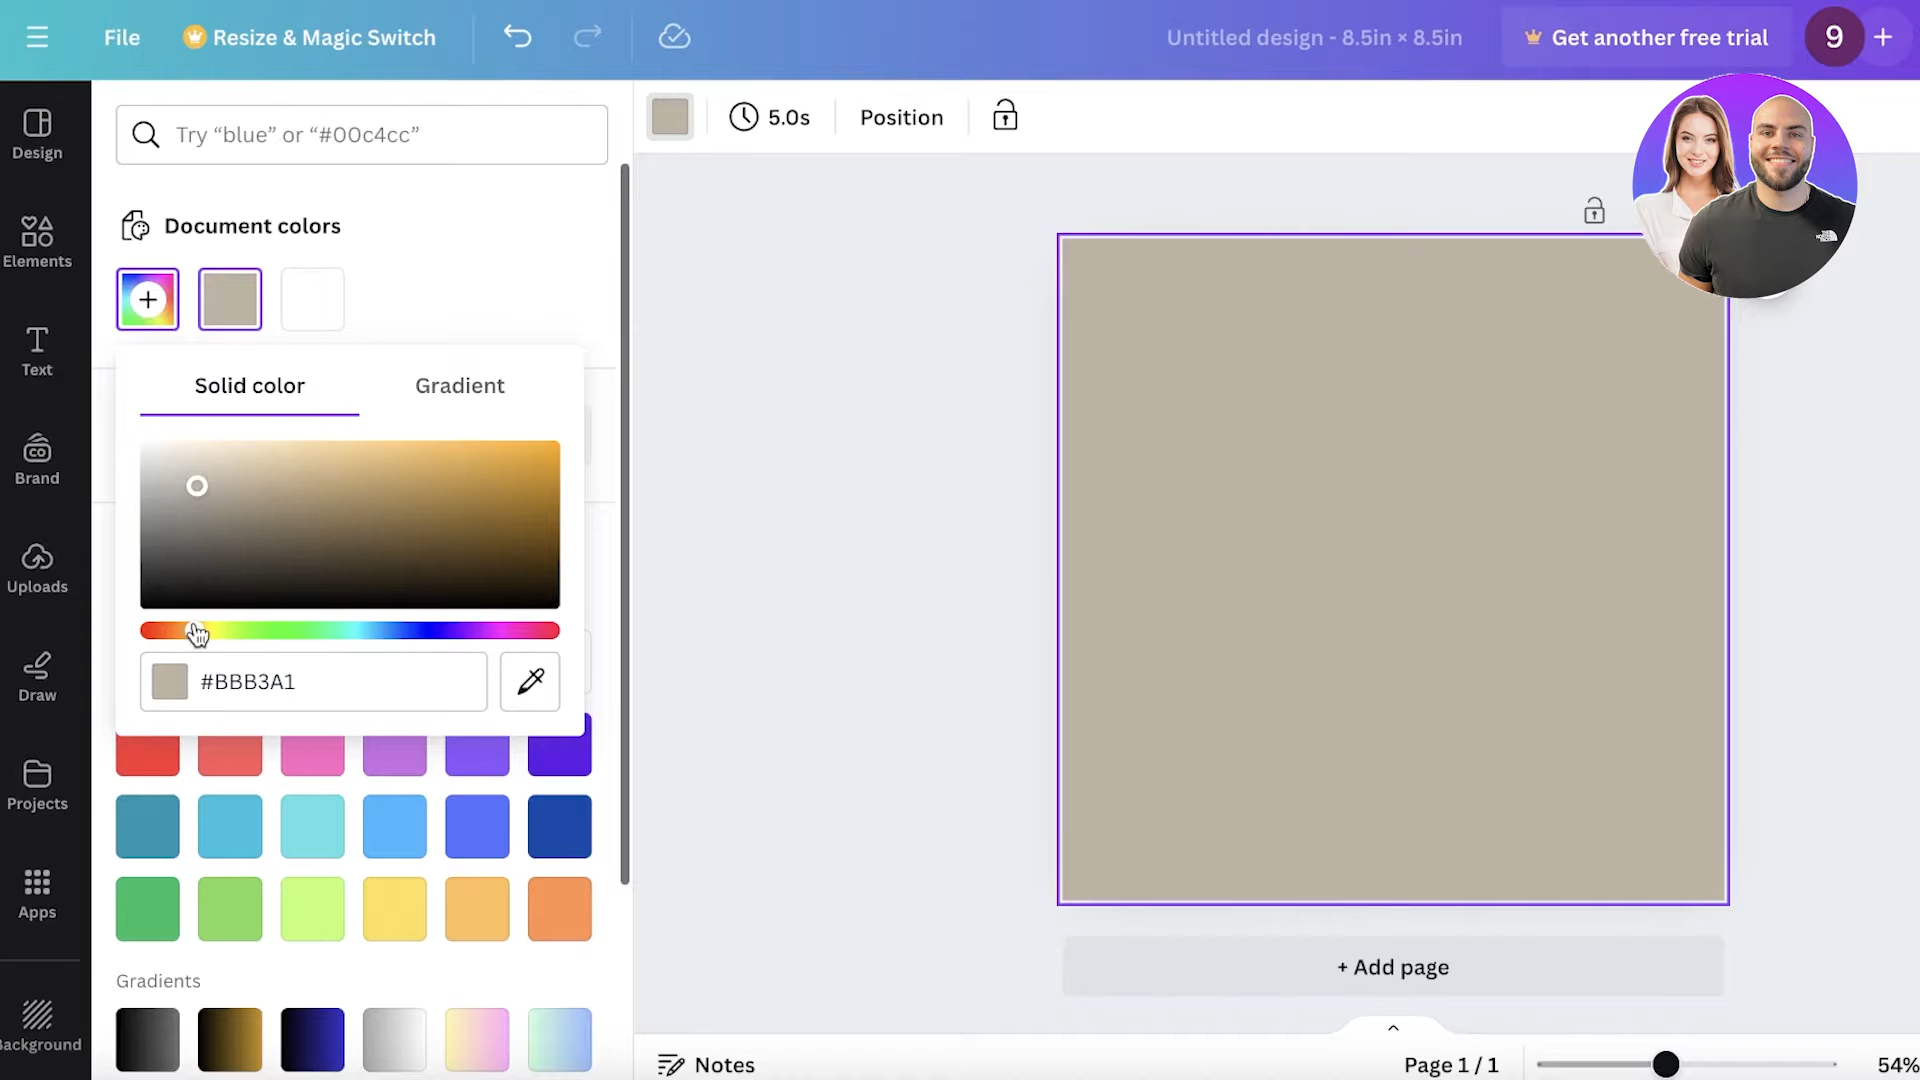 File
Resize & Magic Switch
Untitled design - 8.5in × 8.5in
Get another free trial
9
Design
Elements
Text
CO
Brand
Uploads
Draw
Projects
Apps
Background
Try “blue” or “#00c4cc”
Document colors
Solid color
Gradient
#BBB3A1
Gradients
5.0s
Position
+ Add page
Notes
Page 1 / 1
54%